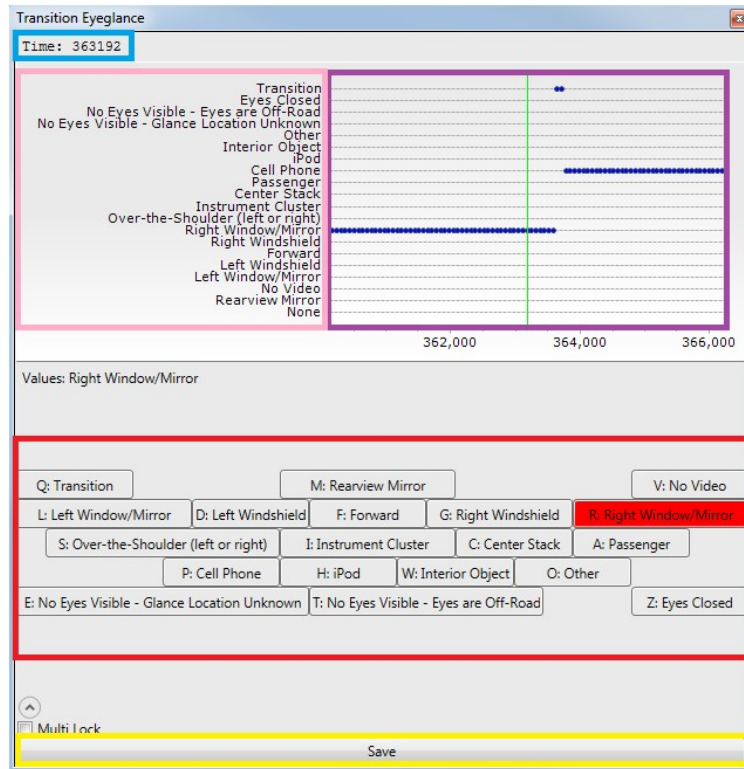 Transition Eyeglance
Time: 363192
Transition
Eyes Closed
No Eyes Visible - Eyes are Off-Road
No Eyes Visible - Glance Location Unknown
Other
Interior Object
iPod
Cell Phone
Passenger
Center Stack
Instrument Cluster
Over-the-Shoulder (left or right)
Right Window/Mirror
Right Windshield
Forward
Left Windshield
Left Window/Mirror
No Video
Rearview Mirror
None
362,000 364,000 366,000
Values: Right Window/Mirror
Q: Transition M: Rearview Mirror V: No Video
L: Left Window/Mirror D: Left Windshield F: Forward G: Right Windshield R: Right Window/Mirror
S: Over-the-Shoulder (left or right) I: Instrument Cluster C: Center Stack A: Passenger
P: Cell Phone H: iPod W: Interior Object O: Other
E: No Eyes Visible - Glance Location Unknown T: No Eyes Visible - Eyes are Off-Road Z: Eyes Closed
Multi Lock
Save